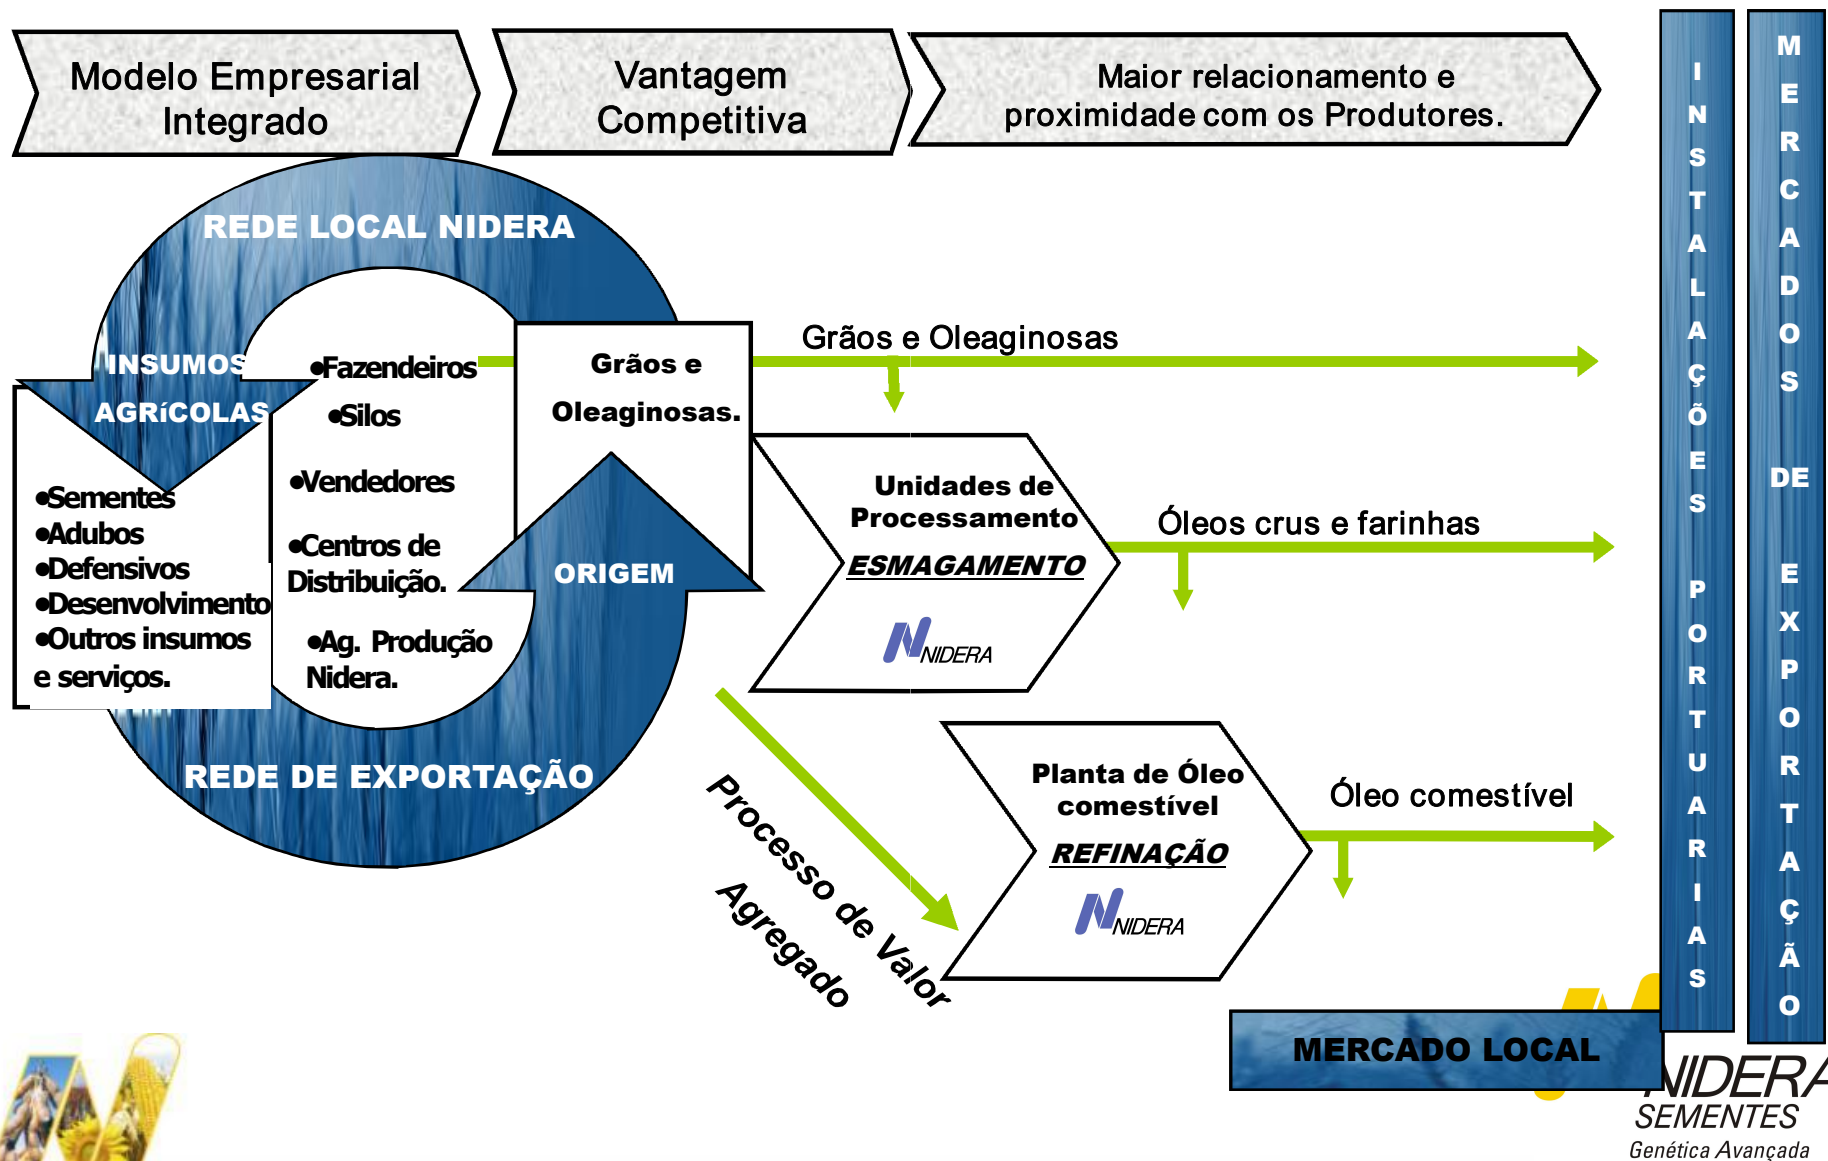 Modelo Empresarial
Integrado
Vantagem
Competitiva
Maior relacionamento e
proximidade com os Produtores.
REDE LOCAL NIDERA
INSUMOS
AGRíCOLAS
•Sementes
•Adubos
•Defensivos
•Desenvolvimento
•Outros insumos
e serviços.
•Fazendeiros
•Silos
•Vendedores
•Centros de
Distribuição.
•Ag. Produção
Nidera.
Grãos e
Oleaginosas.
ORIGEM
REDE DE EXPORTAÇÃO
Grãos e Oleaginosas
Unidades de
Processamento
ESMAGAMENTO
NIDERA
Óleos crus e farinhas
Processo de Valor
Agregado
Planta de Óleo
comestível
REFINAÇÃO
NIDERA
Óleo comestível
MERCADO LOCAL
INSTALAÇÕES PORTUARIAS
MERCADOS DE EXPORTAÇÃO
NIDERA
SEMENTES
Genética Avançada